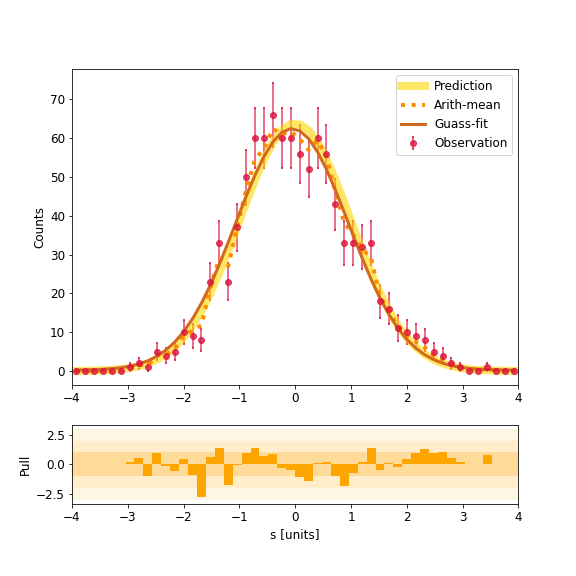 Prediction
Arith-mean
Guass-fit
Observation
Counts
70
60
50
40
30
20
10
0
−4 −3 −2 −1 0 1 2 3 4
Pull
2.5
0.0
−2.5
−4 −3 −2 −1 0 1 2 3 4
s [units]